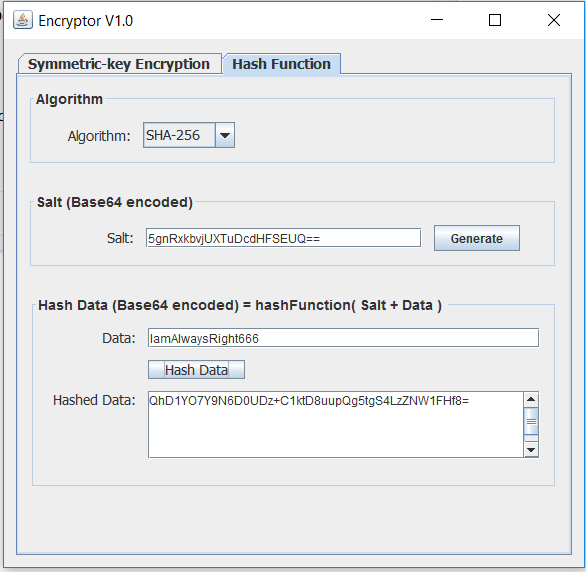 Encryptor V1.0
Symmetric-key Encryption Hash Function
Algorithm
Algorithm: SHA-256
Salt (Base64 encoded)
Salt: 5gnRxkbvjUXTuDcdHFSEUQ== Generate
Hash Data (Base64 encoded) = hashFunction( Salt + Data )
Data: IamAlwaysRight666
Hash Data
Hashed Data: QhD1YO7Y9N6D0UDz+C1ktD8uupQg5tgS4LzZNW1FHf8=